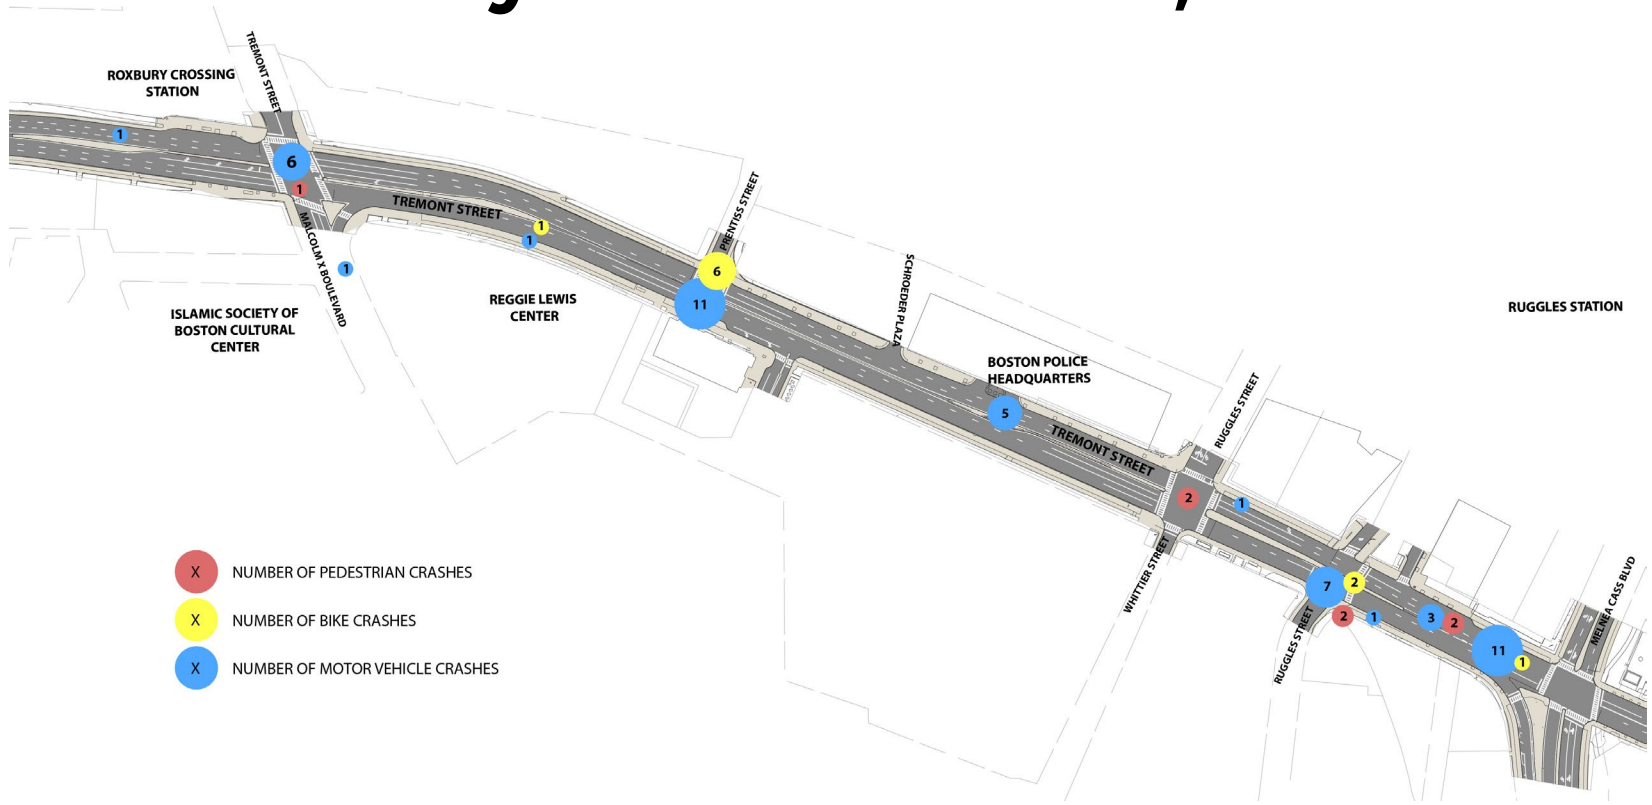 TREMONT STREET
ROXBURY CROSSING
STATION
1
6
1
TREMONT STREET
1
1
MALCOLM X BOULEVARD
1
ISLAMIC SOCIETY OF
BOSTON CULTURAL
CENTER
REGGIE LEWIS
CENTER
PRENTISS STREET
6
11
SCHROEDER PLAZA
BOSTON POLICE
HEADQUARTERS
5
TREMONT STREET
RUGGLES STATION
RUGGLES STREET
2
1
WHITTIER STREET
7
2
2
1
3
2
RUGGLES STREET
11
1
MELNEA CASS BLVD
X NUMBER OF PEDESTRIAN CRASHES
X NUMBER OF BIKE CRASHES
X NUMBER OF MOTOR VEHICLE CRASHES